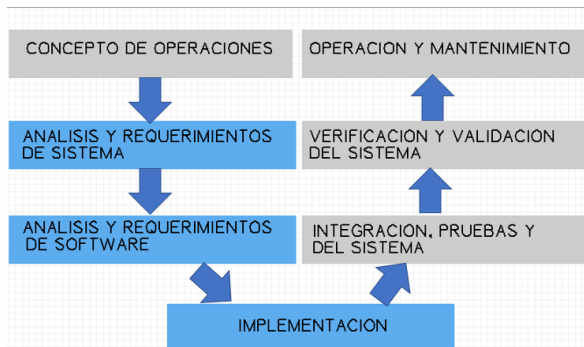 CONCEPTO DE OPERACIONES
ANALISIS Y REQUERIMIENTOS
DE SISTEMA
ANALISIS Y REQUERIMIENTOS
DE SOFTWARE
IMPLEMENTACION
INTEGRACION, PRUEBAS Y
DEL SISTEMA
VERIFICACION Y VALIDACION
DEL SISTEMA
OPERACION Y MANTENIMIENTO